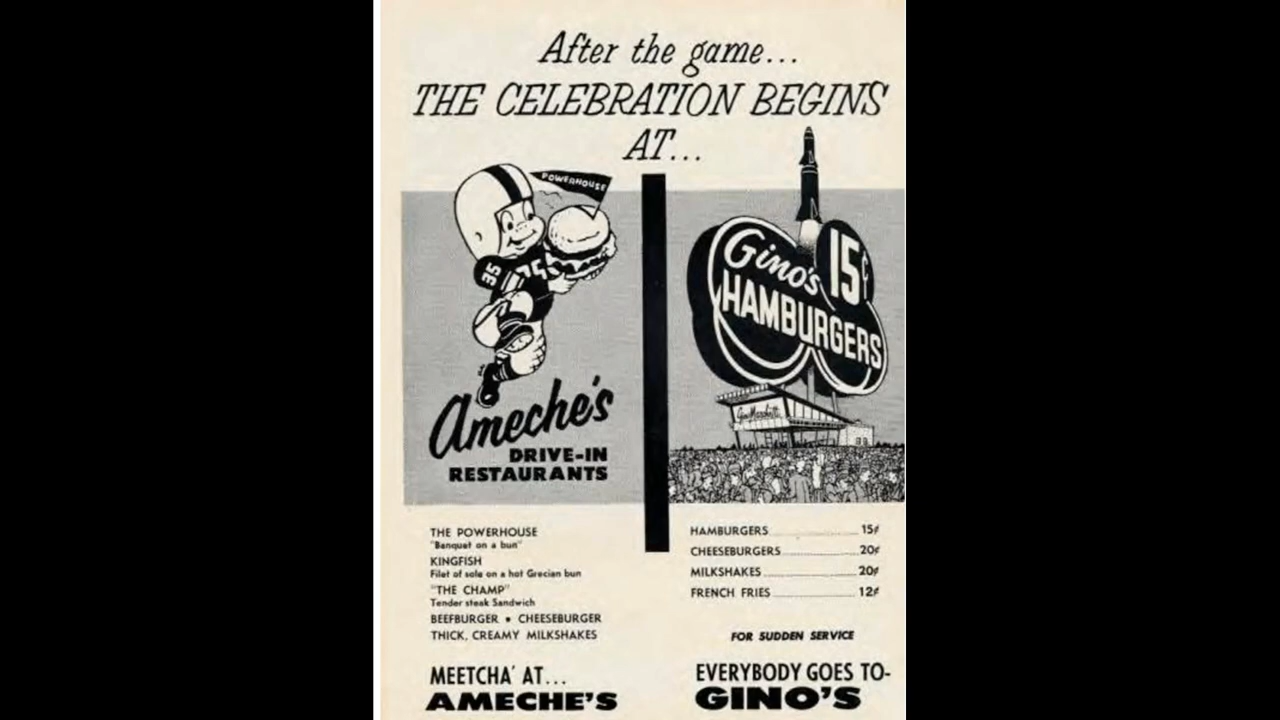 After the game...
THE CELEBRATION BEGINS
AT...
POWERHOUSE
35
35
Ameche's
DRIVE-IN
RESTAURANTS
THE POWERHOUSE
"Banquet on a bun"
KINGFISH
Filet of sole on a hot Grecian bun
"THE CHAMP"
Tender steak Sandwich
BEEFBURGER • CHEESEBURGER
THICK, CREAMY MILKSHAKES
MEETCHA' AT...
AMECHE'S
Gino's 15¢
HAMBURGERS
Gino Marchetti
HAMBURGERS 15¢
CHEESEBURGERS 20¢
MILKSHAKES 20¢
FRENCH FRIES 12¢
FOR SUDDEN SERVICE
EVERYBODY GOES TO-
GINO'S